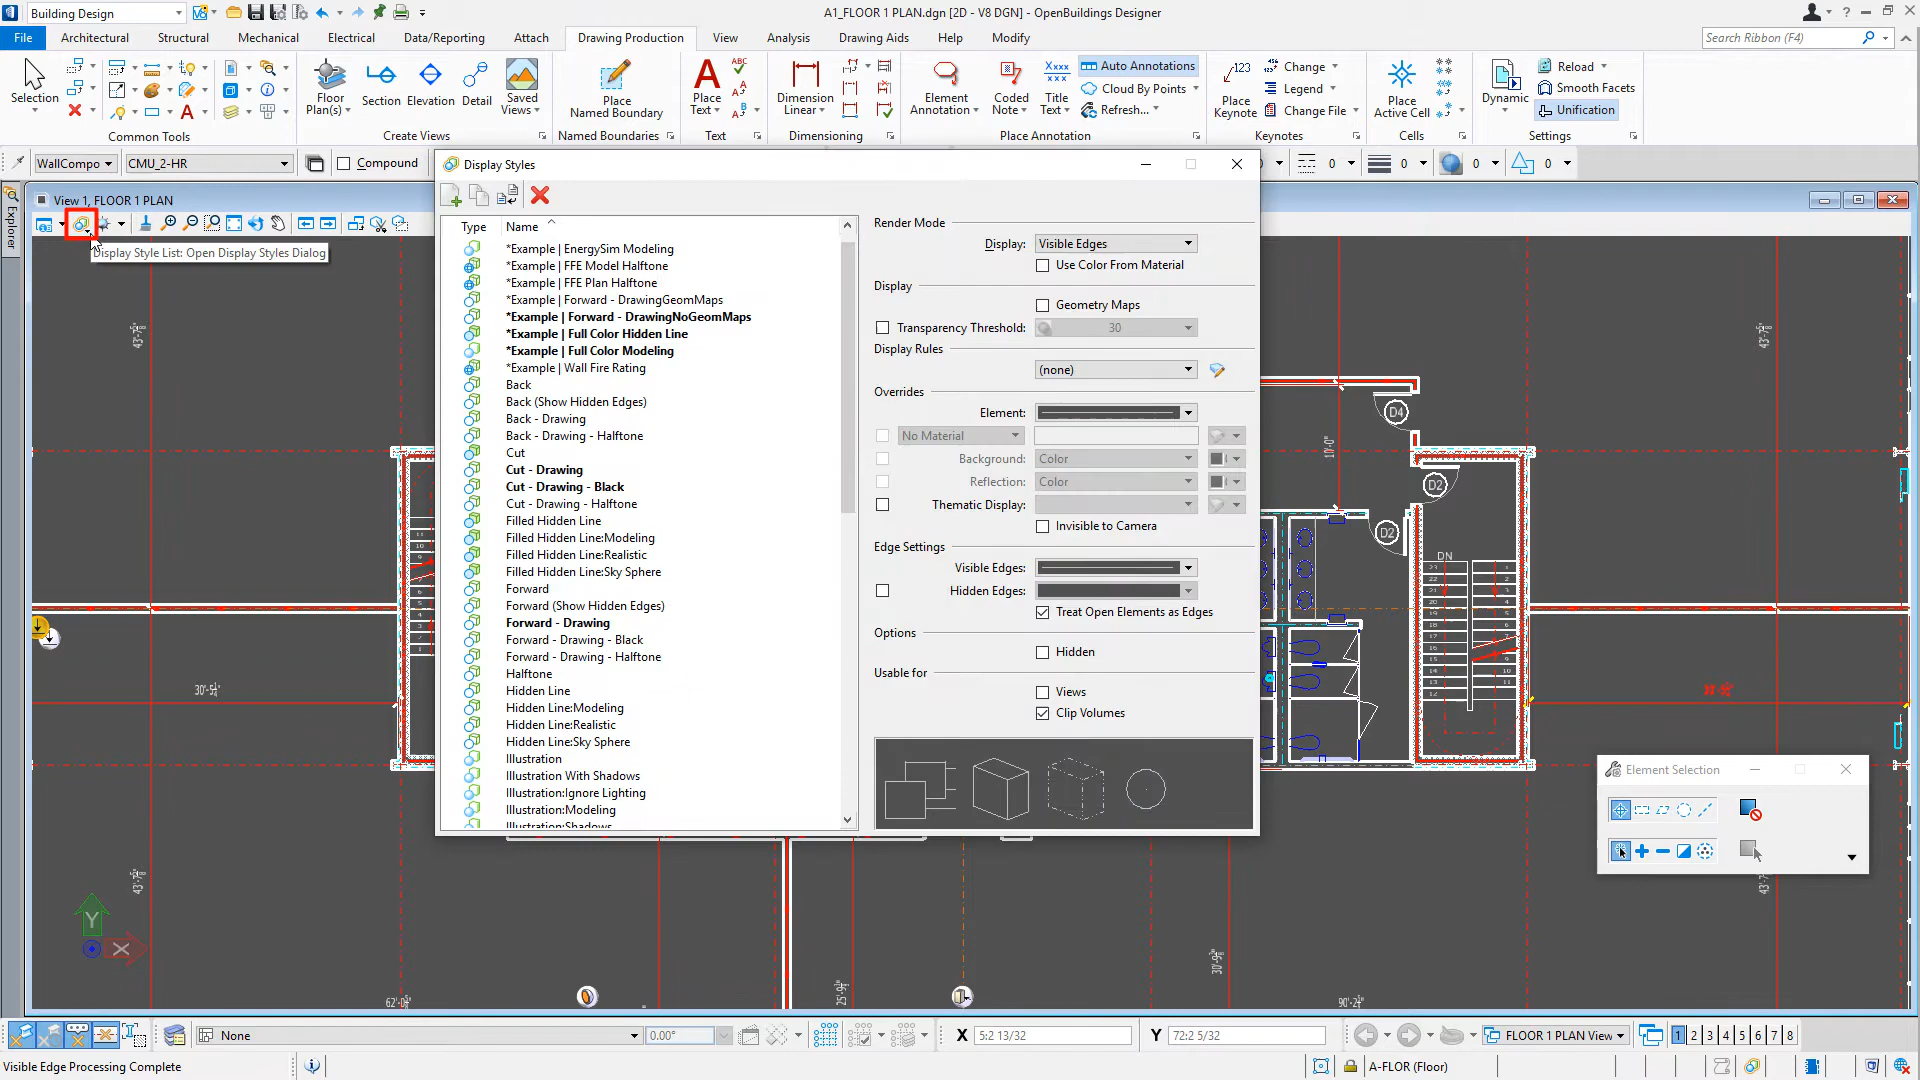 Building Design
A1_FLOOR 1 PLAN.dgn [2D - V8 DGN] - OpenBuildings Designer
File
Architectural
Structural
Mechanical
Electrical
Data/Reporting
Attach
Drawing Production
View
Analysis
Drawing Aids
Help
Modify
Search Ribbon (F4)
Selection
Common Tools
Floor Plan(s)
Section
Elevation
Detail
Saved Views
Create Views
Place Named Boundary
Named Boundaries
Place Text
ABC
Text
Dimension Linear
Dimensioning
Element Annotation
Coded Note
Xxxx
xxxx
Title Text
Auto Annotations
Cloud By Points
Refresh...
Place Annotation
/123
Place Keynote
Change
Legend
Change File
Keynotes
Place Active Cell
Cells
Dynamic
Reload
Smooth Facets
Unification
Settings
WallCompo
CMU_2-HR
Compound
0
0
0
0
Explorer
View 1, FLOOR 1 PLAN
Display Style List: Open Display Styles Dialog
Display Styles
Type
Name
*Example | EnergySim Modeling
*Example | FFE Model Halftone
*Example | FFE Plan Halftone
*Example | Forward - DrawingGeomMaps
*Example | Forward - DrawingNoGeomMaps
*Example | Full Color Hidden Line
*Example | Full Color Modeling
*Example | Wall Fire Rating
Back
Back (Show Hidden Edges)
Back - Drawing
Back - Drawing - Halftone
Cut
Cut - Drawing
Cut - Drawing - Black
Cut - Drawing - Halftone
Filled Hidden Line
Filled Hidden Line:Modeling
Filled Hidden Line:Realistic
Filled Hidden Line:Sky Sphere
Forward
Forward (Show Hidden Edges)
Forward - Drawing
Forward - Drawing - Black
Forward - Drawing - Halftone
Halftone
Hidden Line
Hidden Line:Modeling
Hidden Line:Realistic
Hidden Line:Sky Sphere
Illustration
Illustration With Shadows
Illustration:Ignore Lighting
Illustration:Modeling
Illustration:Shadows
Render Mode
Display: Visible Edges
Use Color From Material
Display
Geometry Maps
Transparency Threshold: 30
Display Rules
(none)
Overrides
Element:
No Material
Background: Color
Reflection: Color
Thematic Display:
Invisible to Camera
Edge Settings
Visible Edges:
Hidden Edges:
Treat Open Elements as Edges
Options
Hidden
Usable for
Views
Clip Volumes
D4
D2
D2
DN
10'-0"
Element Selection
Y
X
None
0.00°
X 5:2 13/32
Y 72:2 5/32
FLOOR 1 PLAN View
1 2 3 4 5 6 7 8
Visible Edge Processing Complete
A-FLOR (Floor)